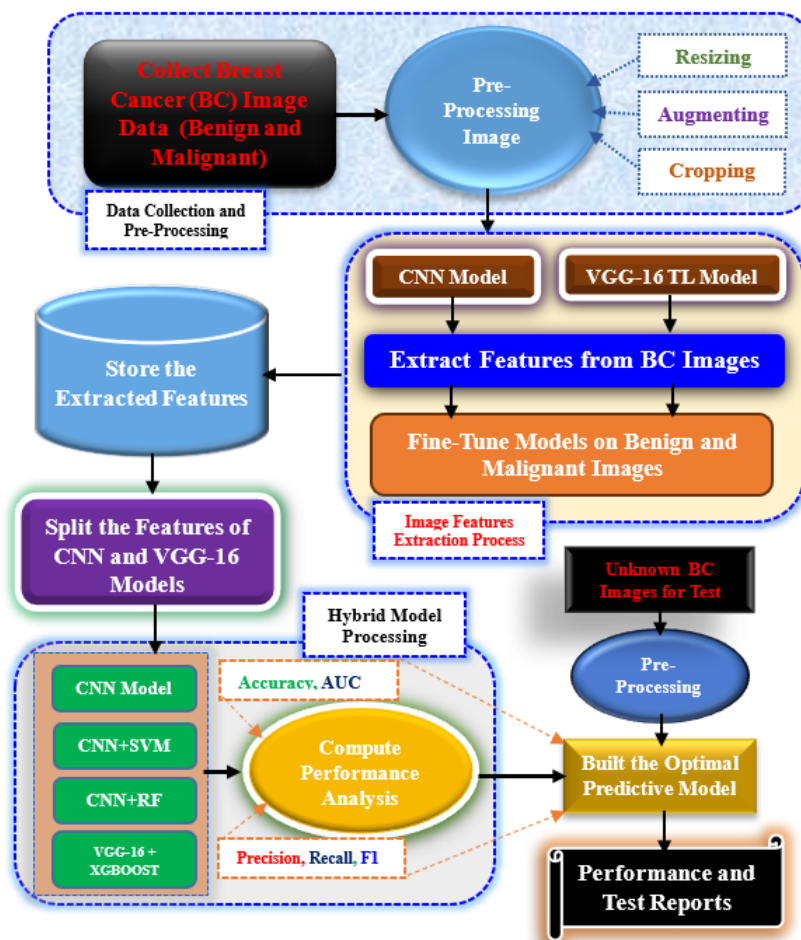 Collect Breast
Cancer (BC) Image
Data (Benign and
Malignant)
Pre-
Processing
Image
Resizing
Augmenting
Cropping
Data Collection and
Pre-Processing
CNN Model
VGG-16 TL Model
Extract Features from BC Images
Fine-Tune Models on Benign and
Malignant Images
Image Features
Extraction Process
Store the
Extracted Features
Split the Features of
CNN and VGG-16
Models
Unknown BC
Images for Test
Pre-
Processing
Hybrid Model
Processing
CNN Model
CNN+SVM
CNN+RF
VGG-16 +
XGBOOST
Accuracy, AUC
Compute
Performance
Analysis
Precision, Recall, F1
Built the Optimal
Predictive Model
Performance and
Test Reports